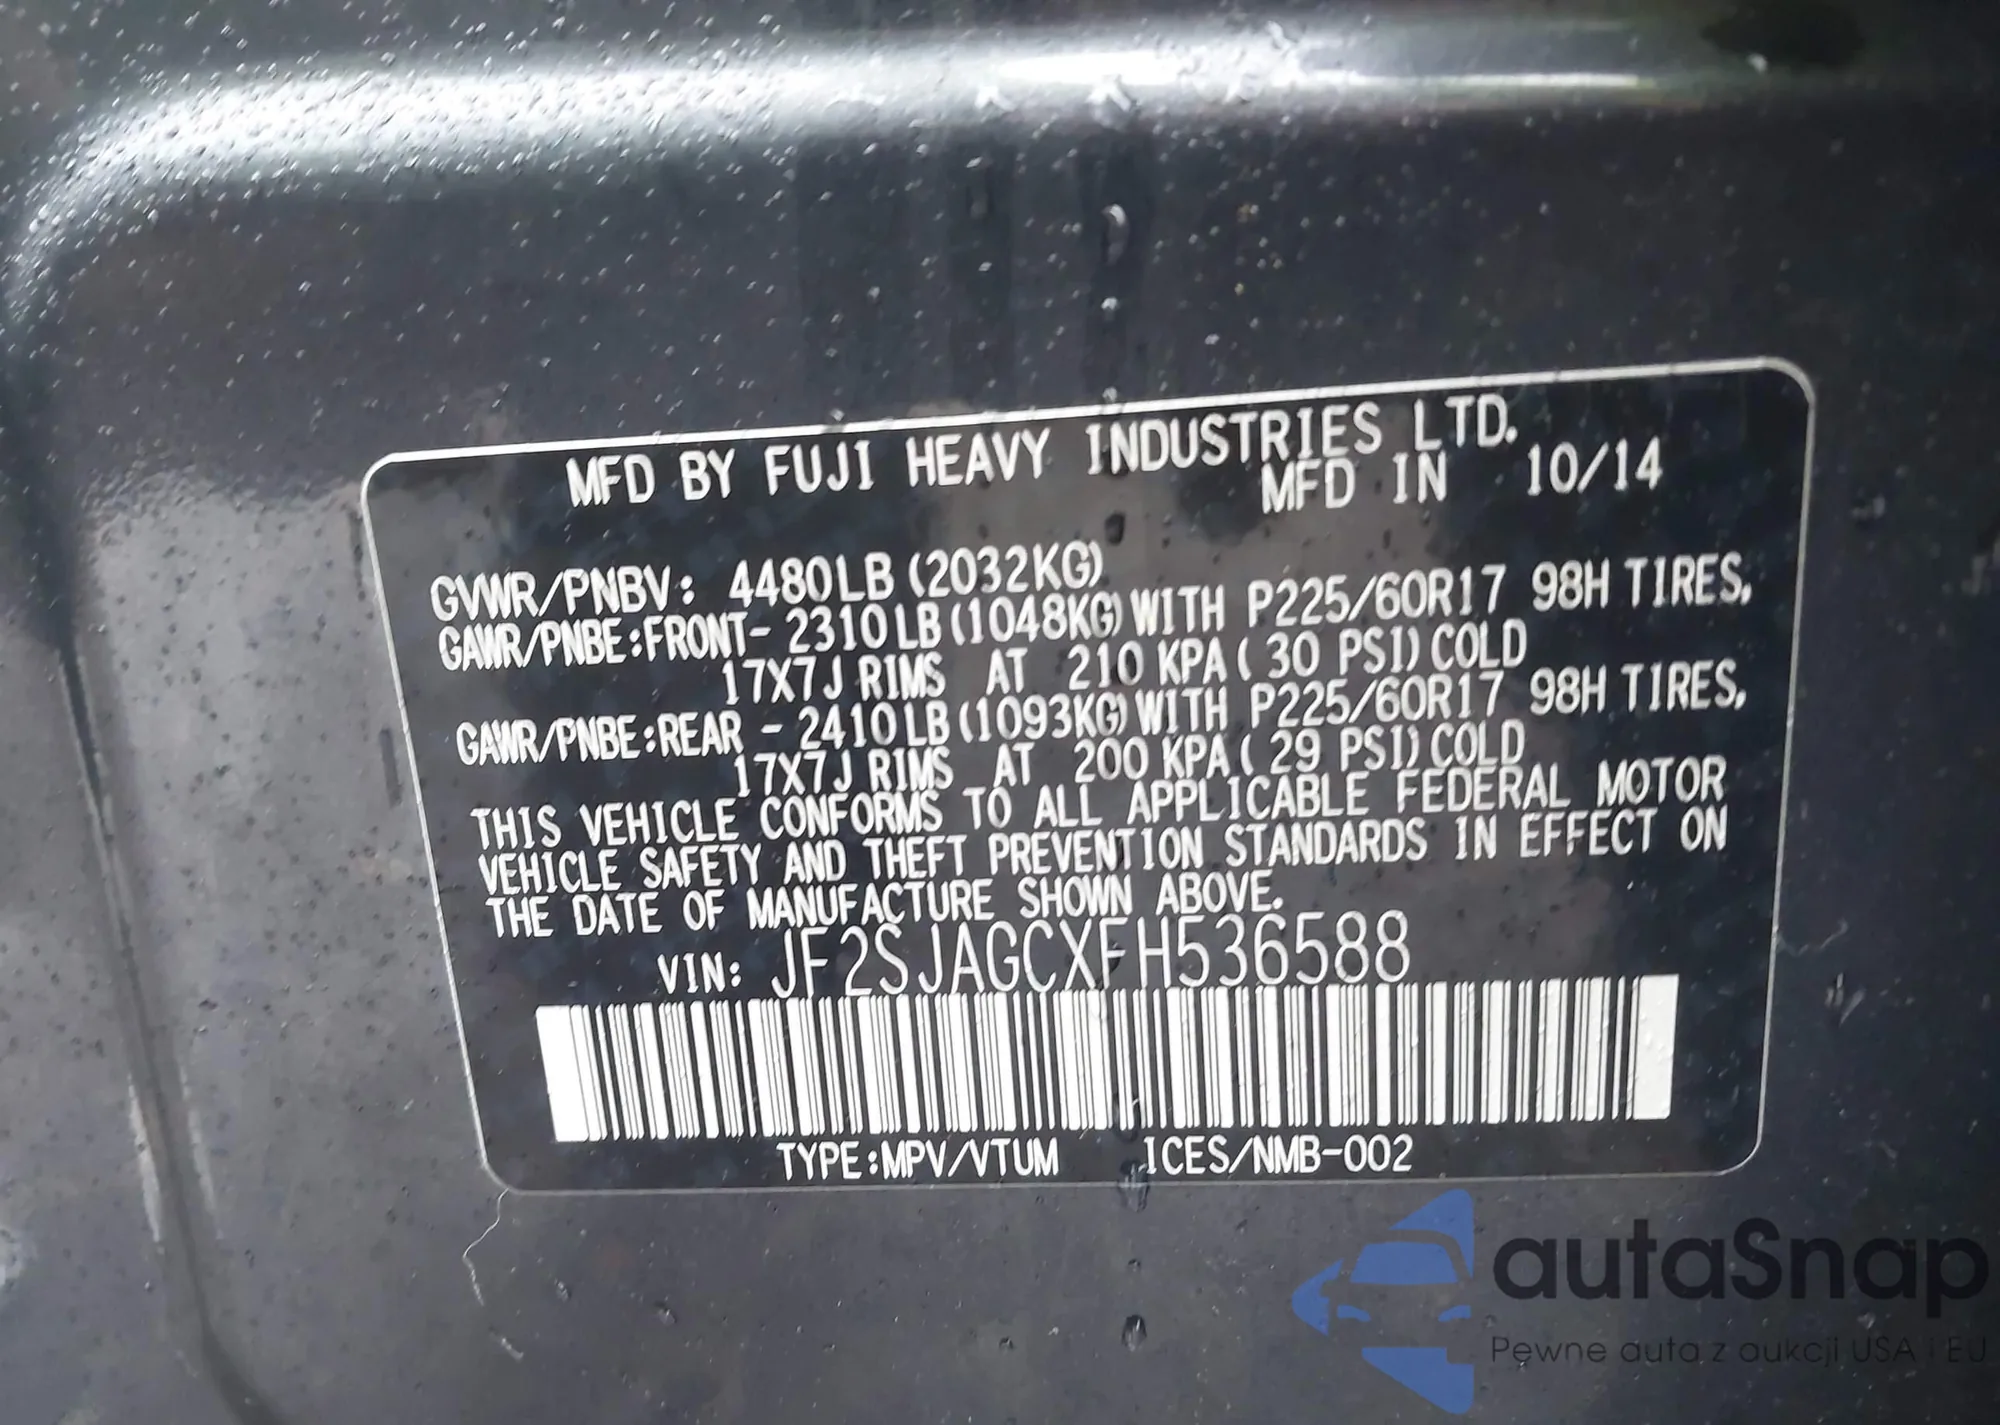 MFD BY FUJI HEAVY INDUSTRIES LTD.
MFD IN 10/14
GVWR/PNBV: 4480LB (2032KG)
GAWR/PNBE:FRONT- 2310LB (1048KG) WITH P225/60R17 98H TIRES,
17X7J RIMS AT 210 KPA ( 30 PSI) COLD
GAWR/PNBE:REAR - 2410LB (1093KG) WITH P225/60R17 98H TIRES,
17X7J RIMS AT 200 KPA ( 29 PSI) COLD
THIS VEHICLE CONFORMS TO ALL APPLICABLE FEDERAL MOTOR
VEHICLE SAFETY AND THEFT PREVENTION STANDARDS IN EFFECT ON
THE DATE OF MANUFACTURE SHOWN ABOVE.
VIN: JF2SJAGCXFH536588
TYPE:MPV/VTUM ICES/NMB-002
autaSnap
Pewne auta z aukcji USA i EU